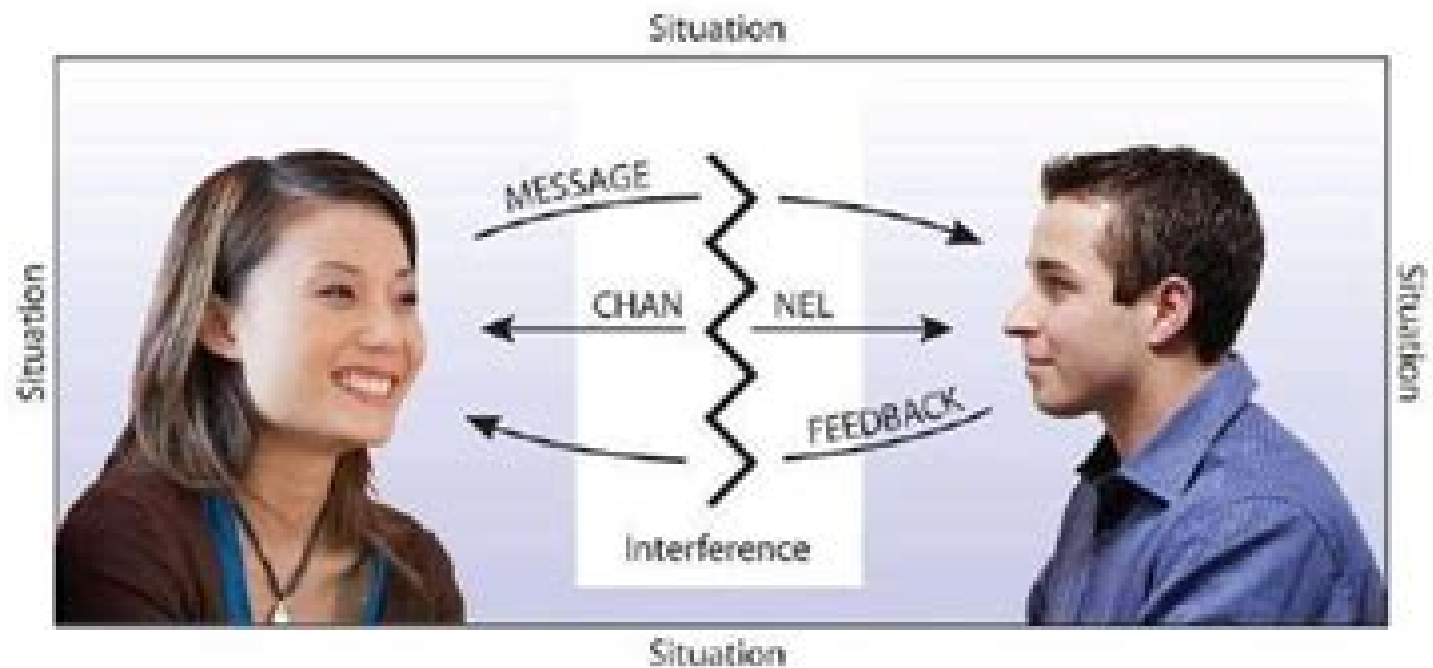 Situation
MESSAGE
Situation
CHAN NEL
Situation
FEEDBACK
Interference
Situation